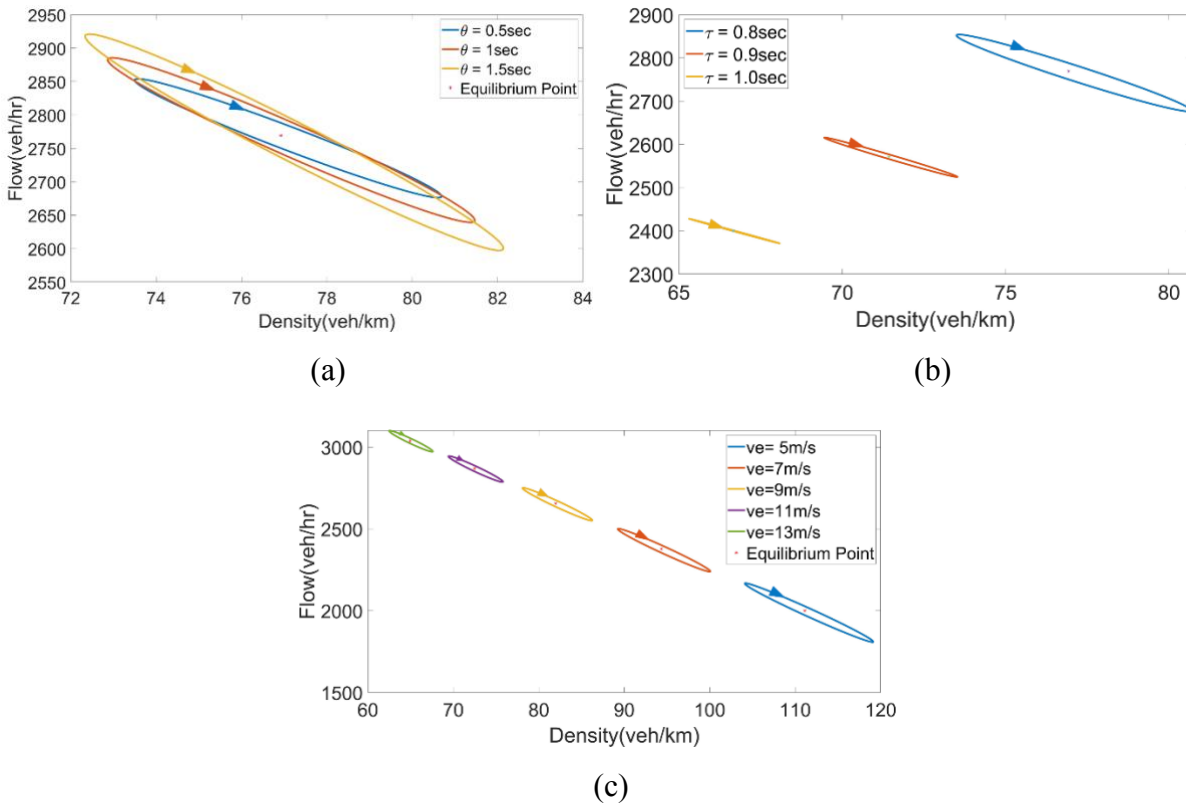 2950
2900
2850
2800
2750
2700
2650
2600
2550
Flow(veh/hr)
72 74 76 78 80 82 84
Density(veh/km)
θ = 0.5sec
θ = 1sec
θ = 1.5sec
Equilibrium Point
(a)
2900
2800
2700
2600
2500
2400
2300
Flow(veh/hr)
65 70 75 80
Density(veh/km)
τ = 0.8sec
τ = 0.9sec
τ = 1.0sec
(b)
3000
2500
2000
1500
Flow(veh/hr)
60 70 80 90 100 110 120
Density(veh/km)
ve= 5m/s
ve=7m/s
ve=9m/s
ve=11m/s
ve=13m/s
Equilibrium Point
(c)